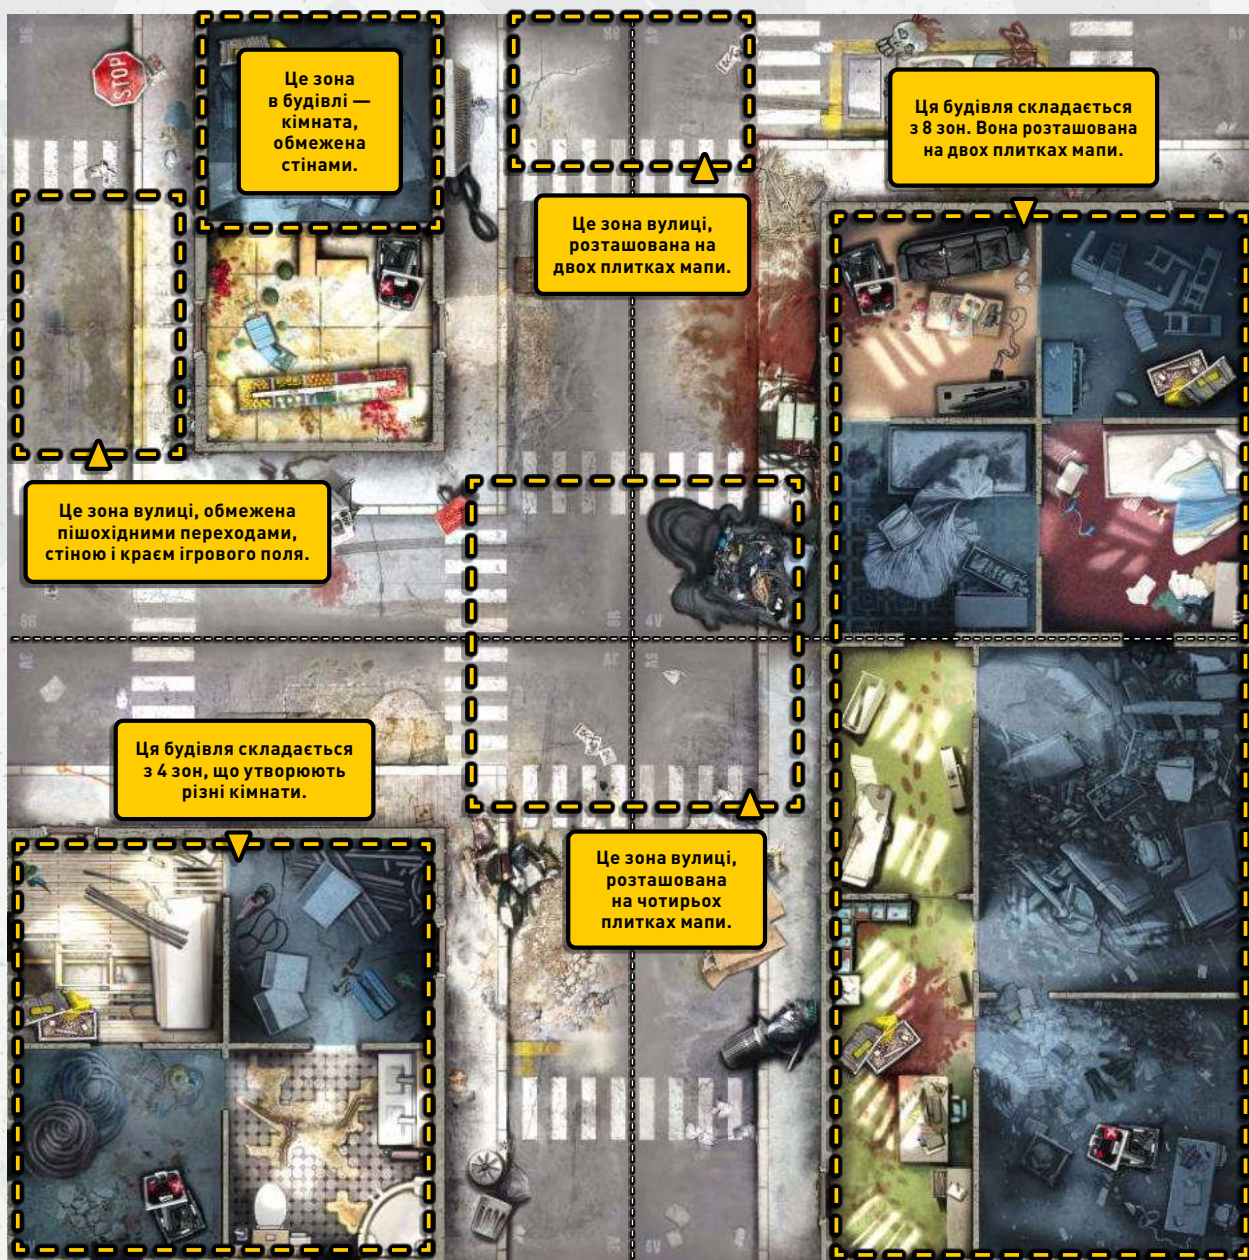 STOP
Це зона
в будівлі —
кімната,
обмежена
стінами.
Ця будівля складається
з 8 зон. Вона розташована
на двох плитках мапи.
Це зона вулиці,
розташована на
двох плитках мапи.
Це зона вулиці, обмежена
пішохідними переходами,
стіною і краєм ігрового поля.
4V
Ця будівля складається
з 4 зон, що утворюють
різні кімнати.
Це зона вулиці,
розташована
на чотирьох
плитках мапи.
5V